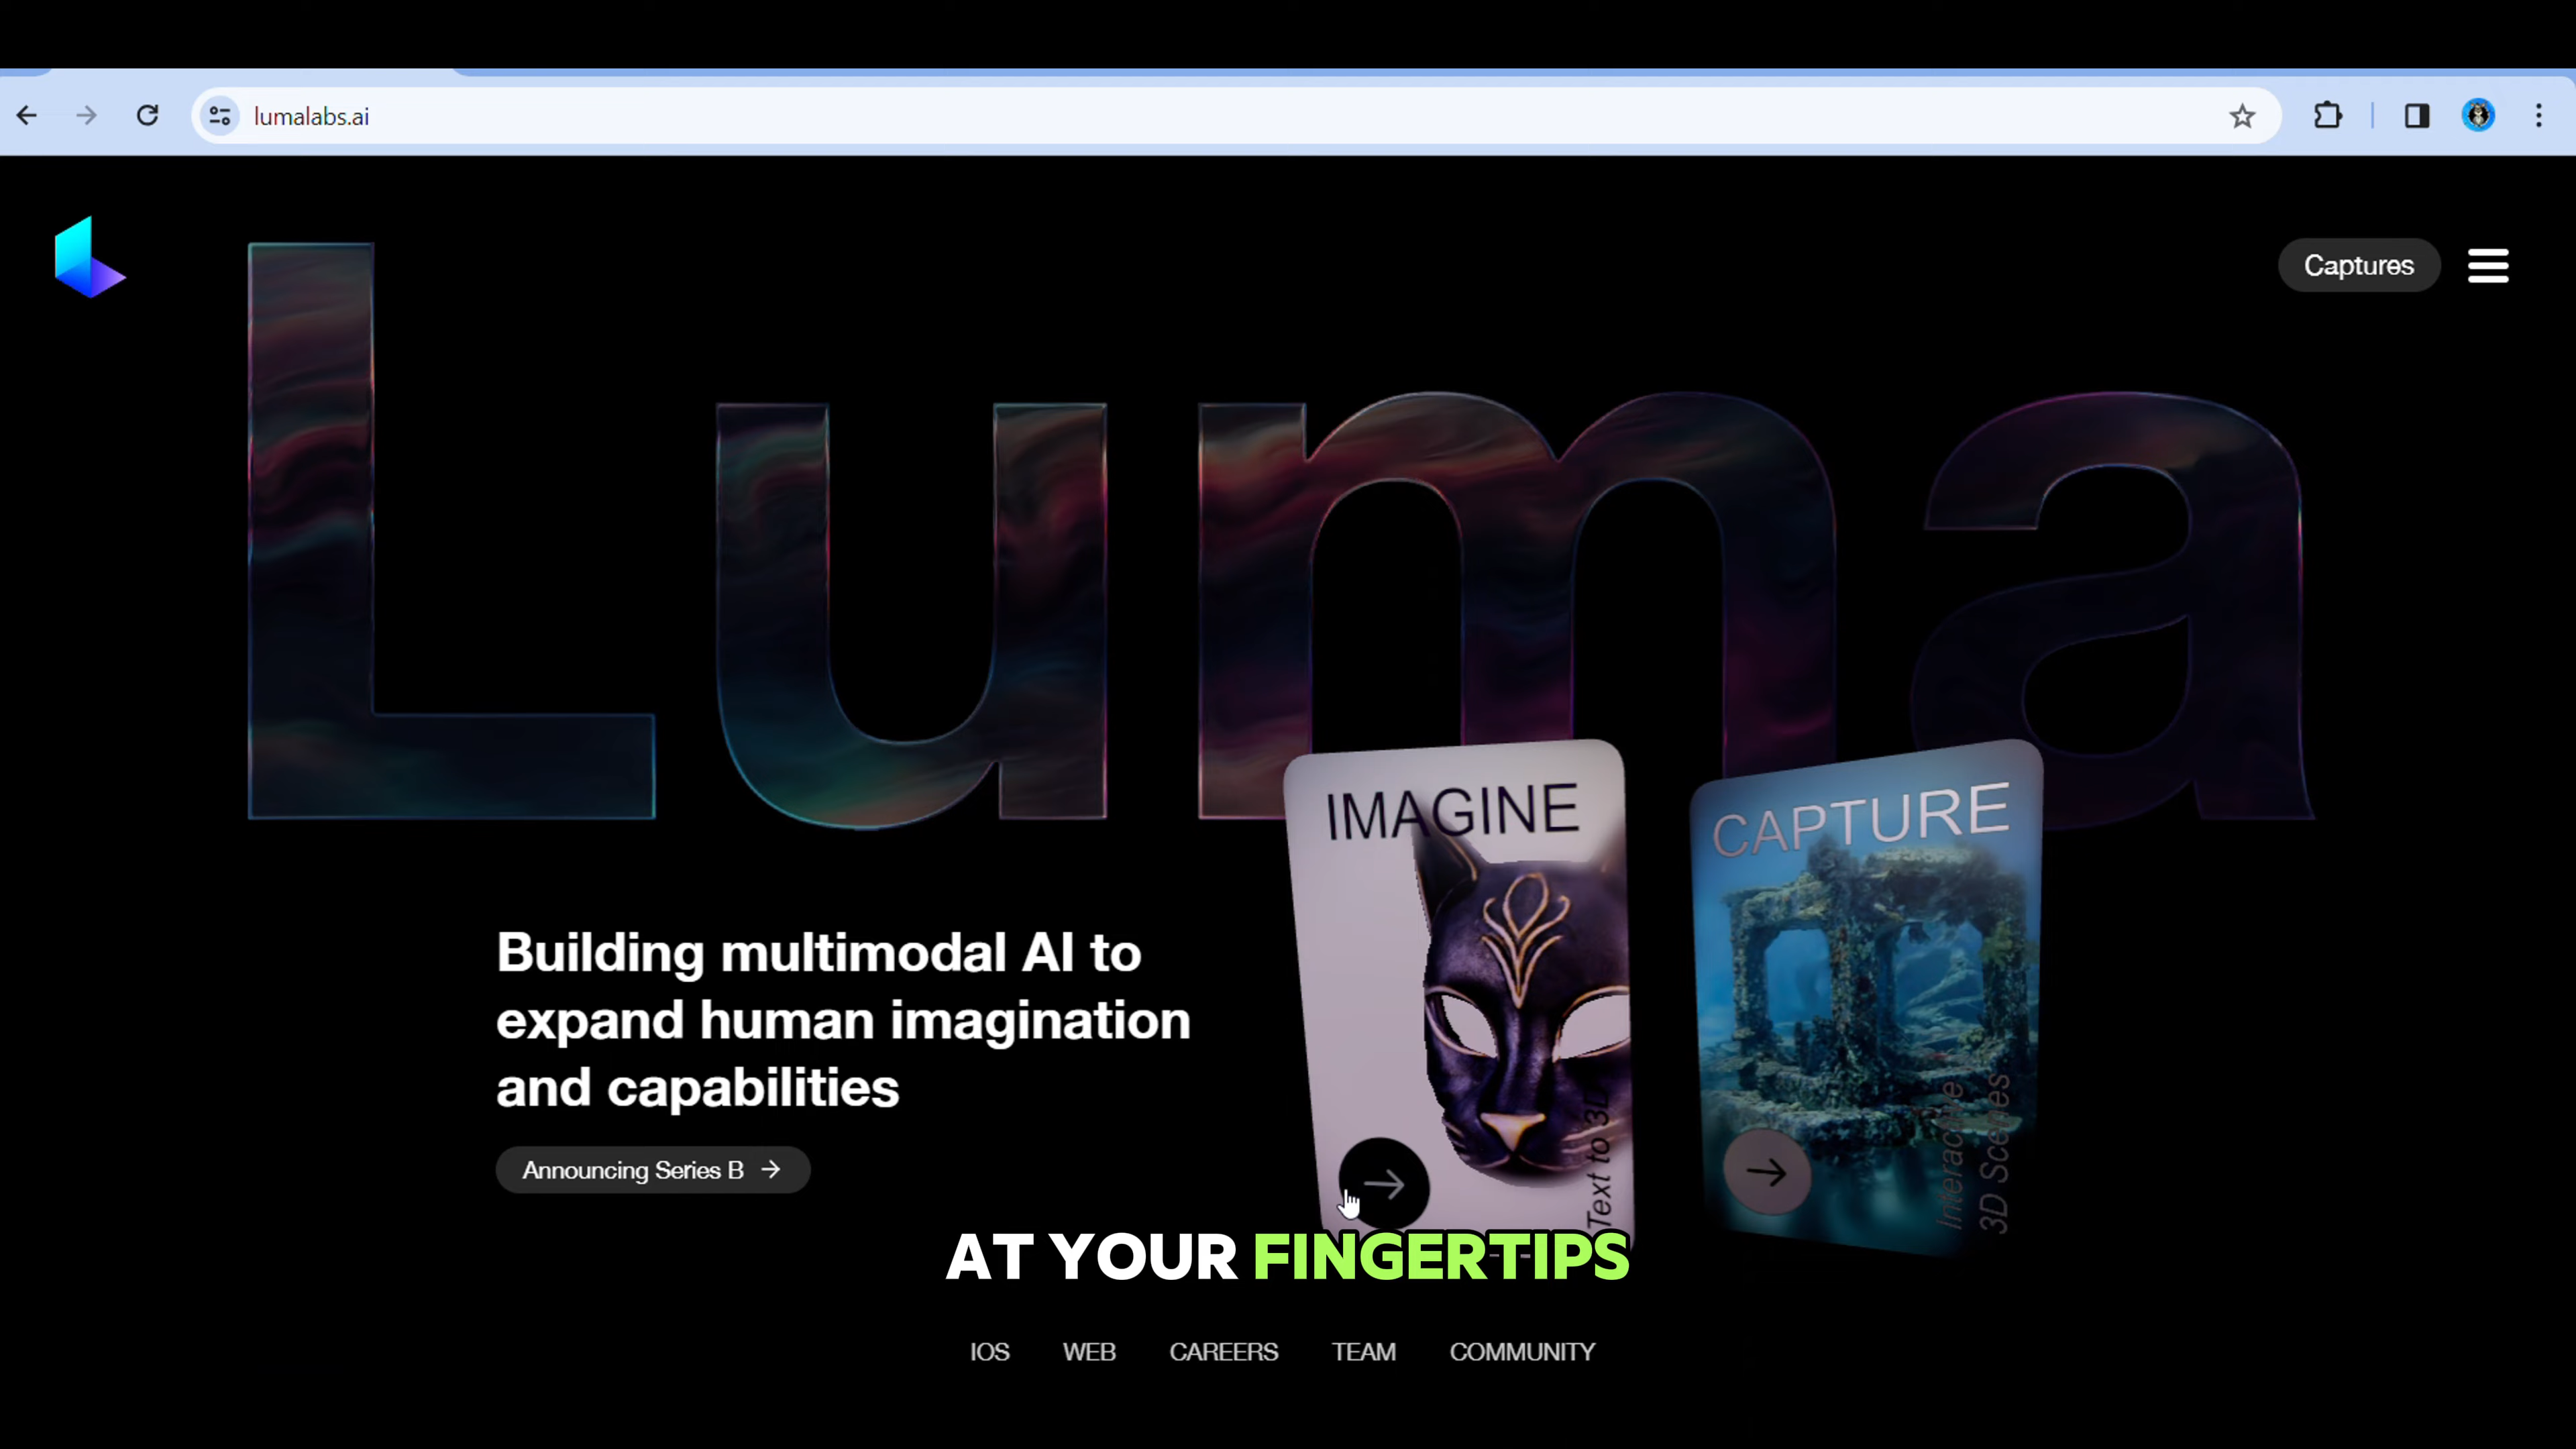 lumalabs.ai
Captures
Luma
IMAGINE
CAPTURE
Building multimodal AI to
expand human imagination
and capabilities
Text to 3D
Interactive
3D Scenes
Announcing Series B
AT YOUR FINGERTIPS
IOS WEB CAREERS TEAM COMMUNITY